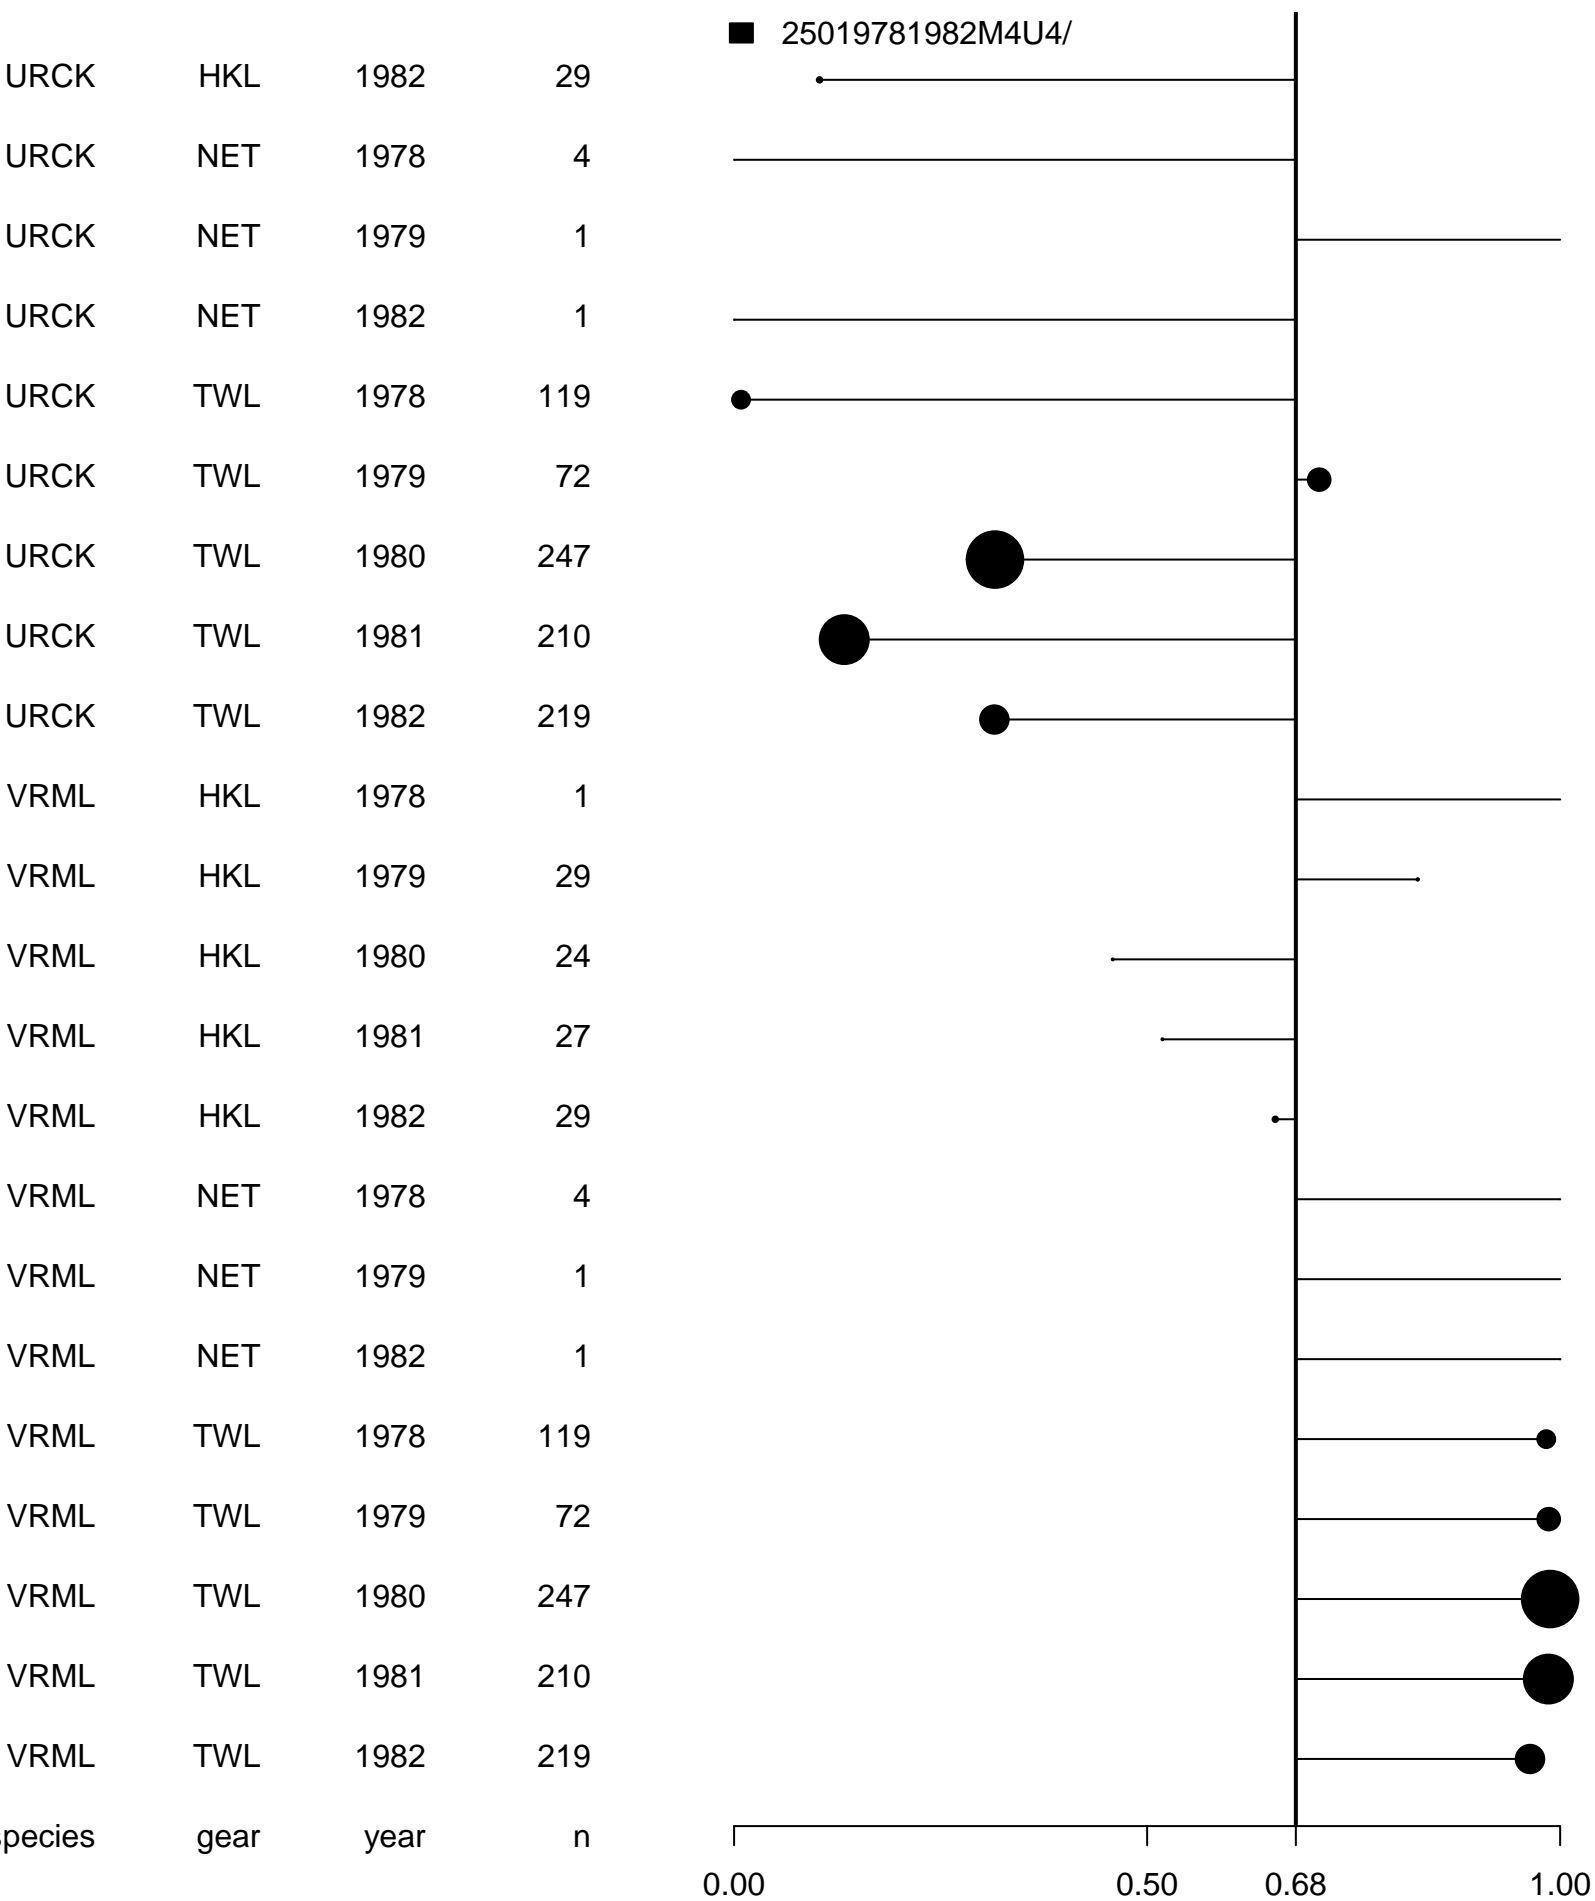 25019781982M4U4/
URCK HKL 1982 29
URCK NET 1978 4
URCK NET 1979 1
URCK NET 1982 1
URCK TWL 1978 119
URCK TWL 1979 72
URCK TWL 1980 247
URCK TWL 1981 210
URCK TWL 1982 219
VRML HKL 1978 1
VRML HKL 1979 29
VRML HKL 1980 24
VRML HKL 1981 27
VRML HKL 1982 29
VRML NET 1978 4
VRML NET 1979 1
VRML NET 1982 1
VRML TWL 1978 119
VRML TWL 1979 72
VRML TWL 1980 247
VRML TWL 1981 210
VRML TWL 1982 219
species gear year n
0.00 0.50 0.68 1.00